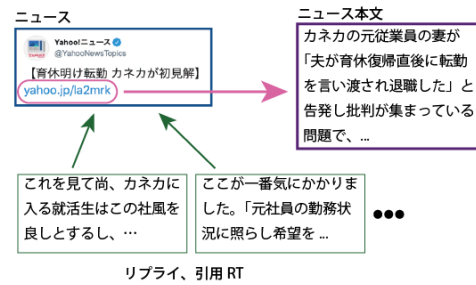 ニュース
Yahoo!ニュース
@YahooNewsTopics
【育休明け転勤 カネカが初見解】
yahoo.jp/la2mrk
ニュース本文
カネカの元従業員の妻が
「夫が育休復帰直後に転勤
を言い渡され退職した」と
告発し批判が集まっている
問題で、...
これを見て尚、カネカに
入る就活生はこの社風を
良しとするし、…
ここが一番気にかかりま
した。「元社員の勤務状
況に照らし希望を ...
●●●
リプライ、引用 RT